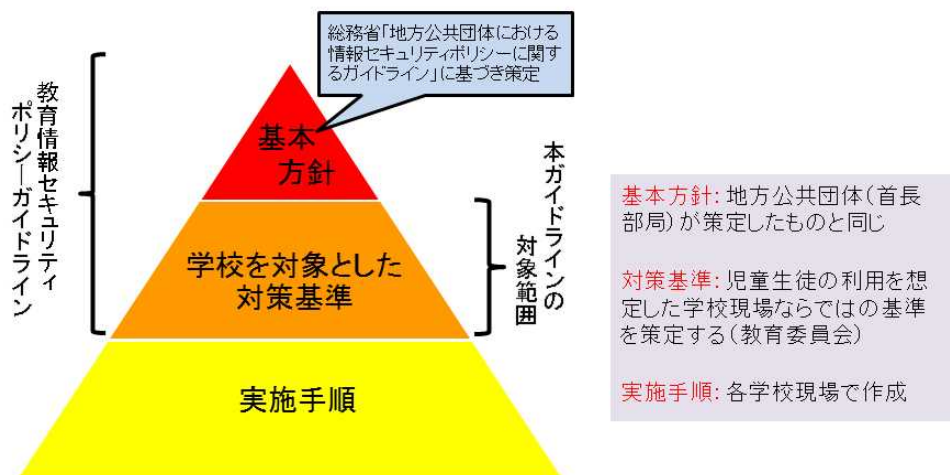 総務省「地方公共団体における
情報セキュリティポリシーに関す
るガイドライン」に基づき策定
教育情報セキュリティ
ポリシーガイドライン
基本
方針
学校を対象とした
対策基準
実施手順
本ガイドラインの
対象範囲
基本方針:地方公共団体(首長
部局)が策定したものと同じ
対策基準:児童生徒の利用を想
定した学校現場ならではの基準
を策定する(教育委員会)
実施手順:各学校現場で作成